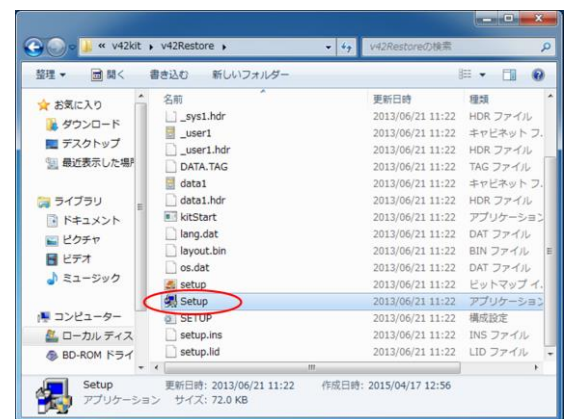 « v42kit ▸ v42Restore ▸
v42Restoreの検索
整理 ▼ 開く 書き込む 新しいフォルダー
お気に入り
ダウンロード
デスクトップ
最近表示した場所
ライブラリ
ドキュメント
ピクチャ
ビデオ
ミュージック
コンピューター
ローカル ディス
BD-ROM ドライ
名前 更新日時 種類
_sys1.hdr 2013/06/21 11:22 HDR ファイル
_user1 2013/06/21 11:22 キャビネット フ.
_user1.hdr 2013/06/21 11:22 HDR ファイル
DATA.TAG 2013/06/21 11:22 TAG ファイル
data1 2013/06/21 11:22 キャビネット フ.
data1.hdr 2013/06/21 11:22 HDR ファイル
kitStart 2013/06/21 11:22 アプリケーション
lang.dat 2013/06/21 11:22 DAT ファイル
layout.bin 2013/06/21 11:22 BIN ファイル
os.dat 2013/06/21 11:22 DAT ファイル
setup 2013/06/21 11:22 ビットマップ イ.
Setup 2013/06/21 11:22 アプリケーション
SETUP 2013/06/21 11:22 構成設定
setup.ins 2013/06/21 11:22 INS ファイル
setup.lid 2013/06/21 11:22 LID ファイル
Setup 更新日時: 2013/06/21 11:22 作成日時: 2015/04/17 12:56
アプリケーション サイズ: 72.0 KB